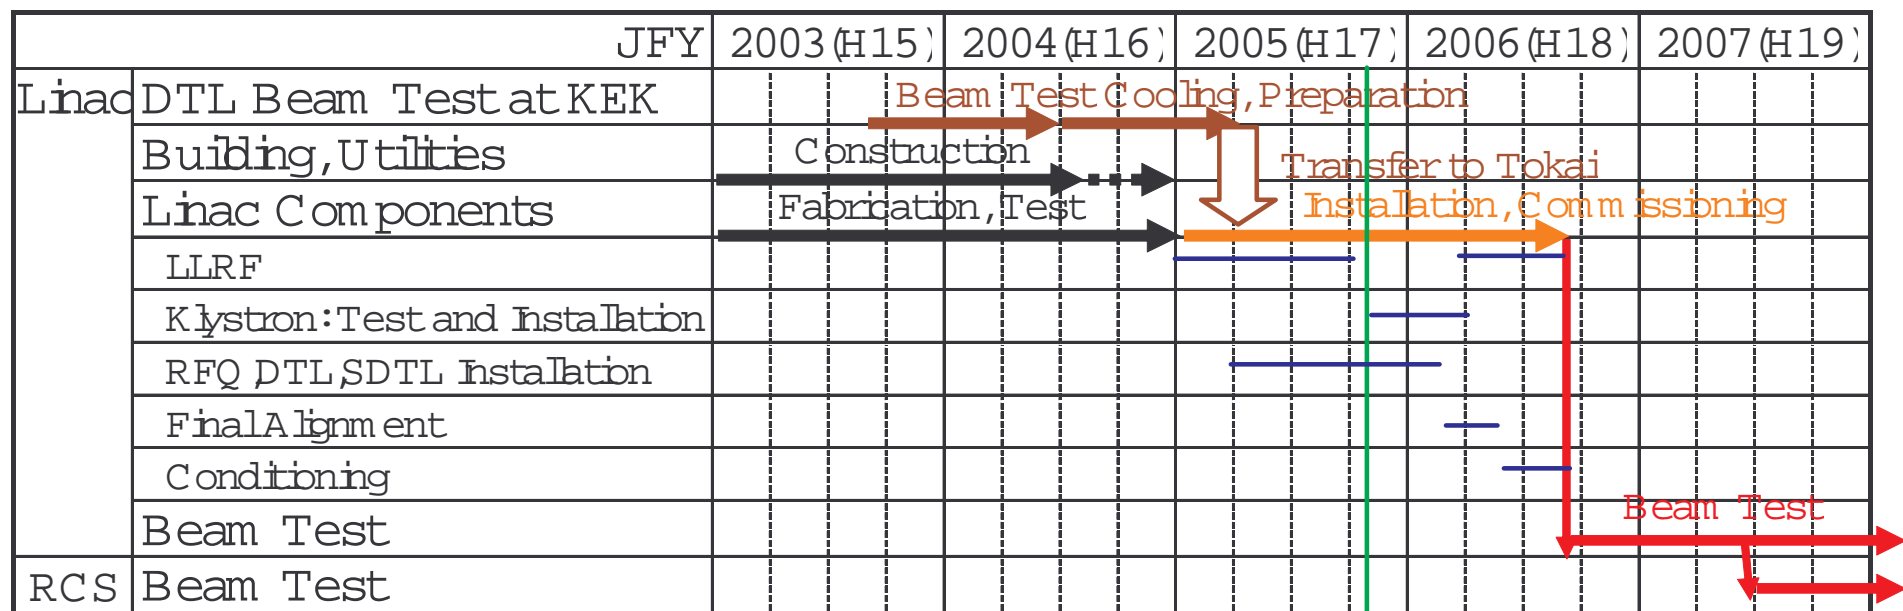 JFY 2003(H15) 2004(H16) 2005(H17) 2006(H18) 2007(H19)
Linac DTL Beam Test at KEK Beam Test Cooling, Preparation
Building, Utilities Construction Transfer to Tokai
Linac Components Fabrication, Test Installation, Commissioning
LLRF
Klystron: Test and Installation
RFQ, DTL, SDTL Installation
Final Alignment
Conditioning
Beam Test Beam Test
RCS Beam Test